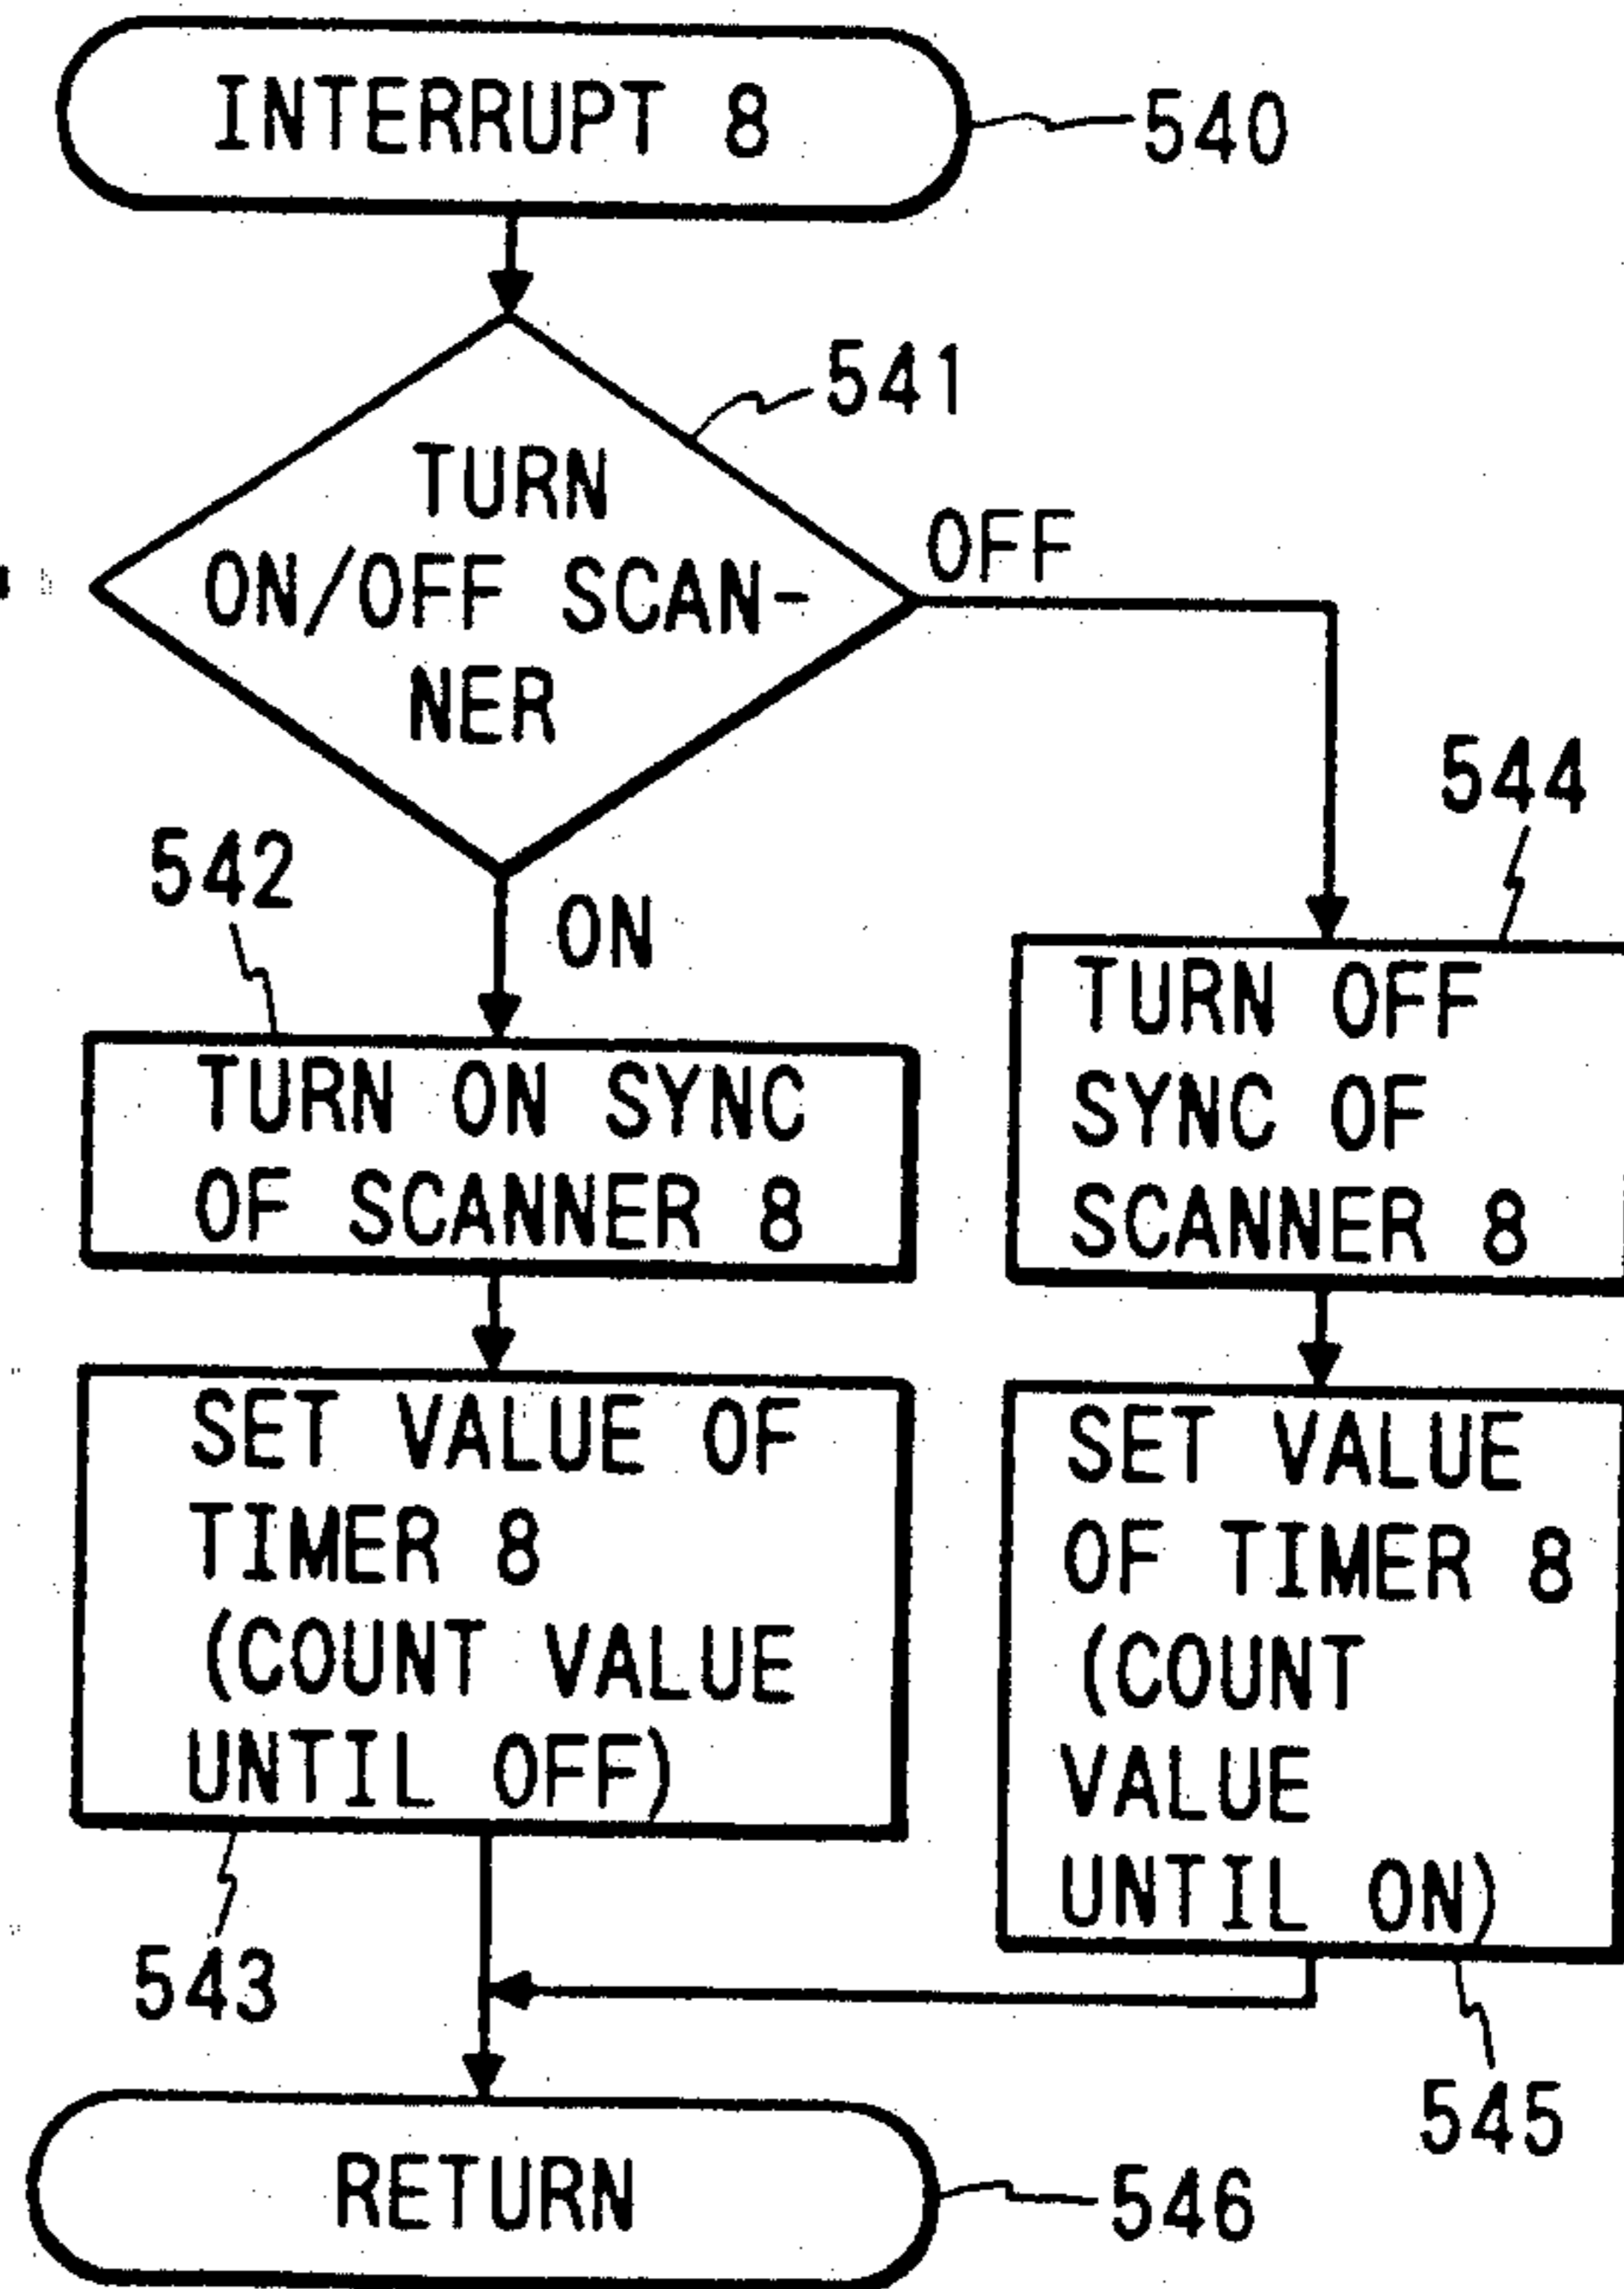 INTERRUPT 8
540
541
TURN
ON/OFF SCAN-
NER
OFF
544
542
ON
TURN OFF
SYNC OF
SCANNER 8
TURN ON SYNC
OF SCANNER 8
SET VALUE OF
TIMER 8
(COUNT VALUE
UNTIL OFF)
SET VALUE
OF TIMER 8
(COUNT
VALUE
UNTIL ON)
543
545
RETURN
546